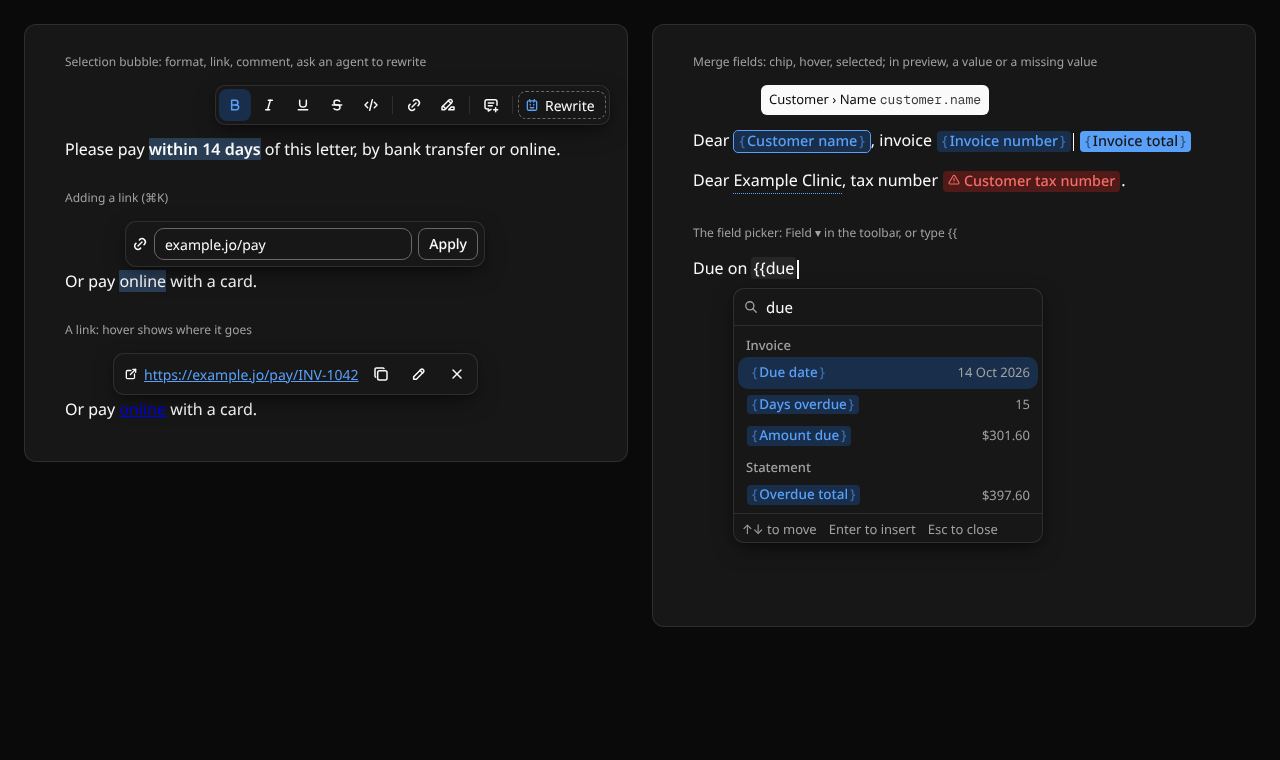 Selection bubble: format, link, comment, ask an agent to rewrite
B I U S </> Rewrite
Please pay within 14 days of this letter, by bank transfer or online.
Adding a link (⌘K)
example.jo/pay Apply
Or pay online with a card.
A link: hover shows where it goes
https://example.jo/pay/INV-1042
Or pay online with a card.
Merge fields: chip, hover, selected; in preview, a value or a missing value
Customer › Name customer.name
Dear {Customer name}, invoice {Invoice number} {Invoice total}
Dear Example Clinic, tax number Customer tax number.
The field picker: Field ▾ in the toolbar, or type {{
Due on {{due
due
Invoice
{Due date} 14 Oct 2026
{Days overdue} 15
{Amount due} $301.60
Statement
{Overdue total} $397.60
↑↓ to move Enter to insert Esc to close